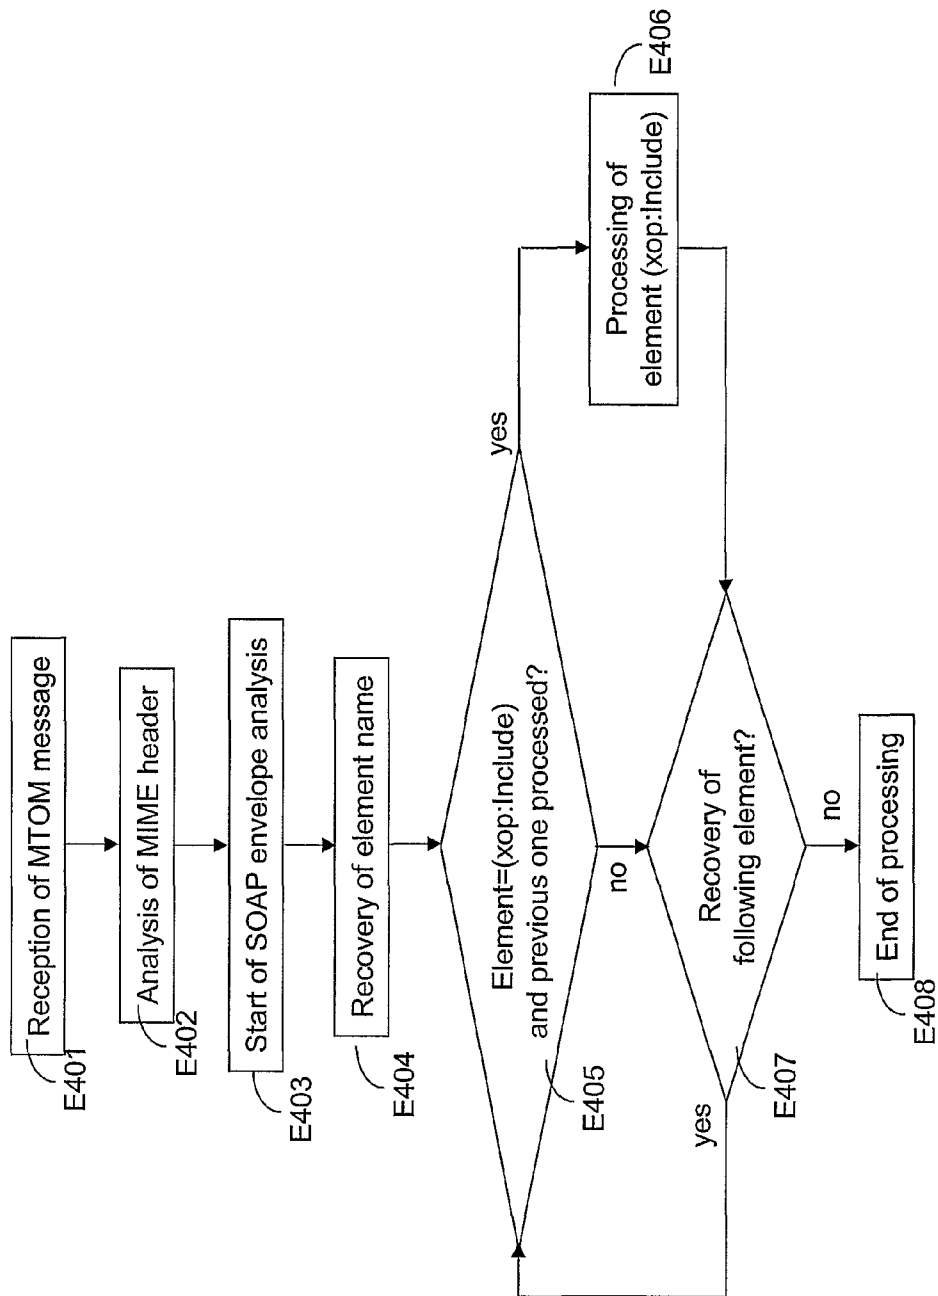 Reception of MTOM message
E401
Analysis of MIME header
E402
Start of SOAP envelope analysis
E403
Recovery of element name
E404
Element=(xop:Include)
and previous one processed?
E405
yes
no
Processing of
element (xop:Include)
E406
Recovery of
following element?
E407
yes
no
End of processing
E408